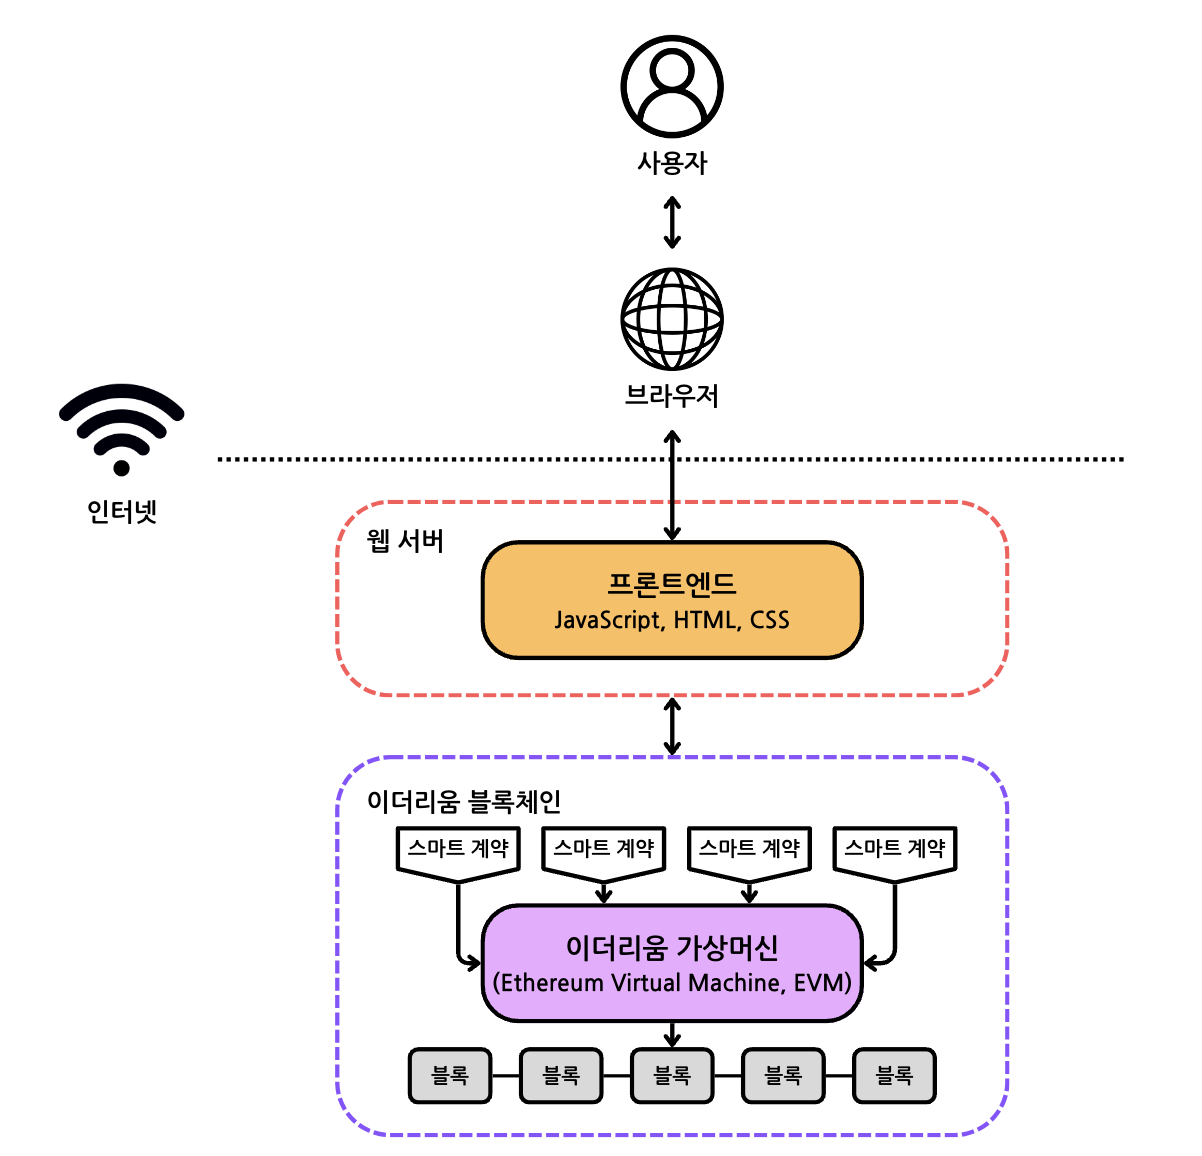 사용자
브라우저
인터넷
웹 서버
프론트엔드
JavaScript, HTML, CSS
이더리움 블록체인
스마트 계약
스마트 계약
스마트 계약
스마트 계약
이더리움 가상머신
(Ethereum Virtual Machine, EVM)
블록
블록
블록
블록
블록